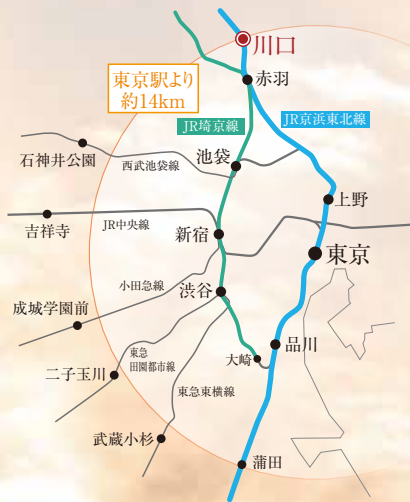 川口
東京駅より
約14km
赤羽
JR埼京線
JR京浜東北線
石神井公園
西武池袋線
池袋
上野
吉祥寺
JR中央線
新宿
東京
小田急線
渋谷
成城学園前
品川
東急
田園都市線
大崎
二子玉川
東急東横線
武蔵小杉
蒲田